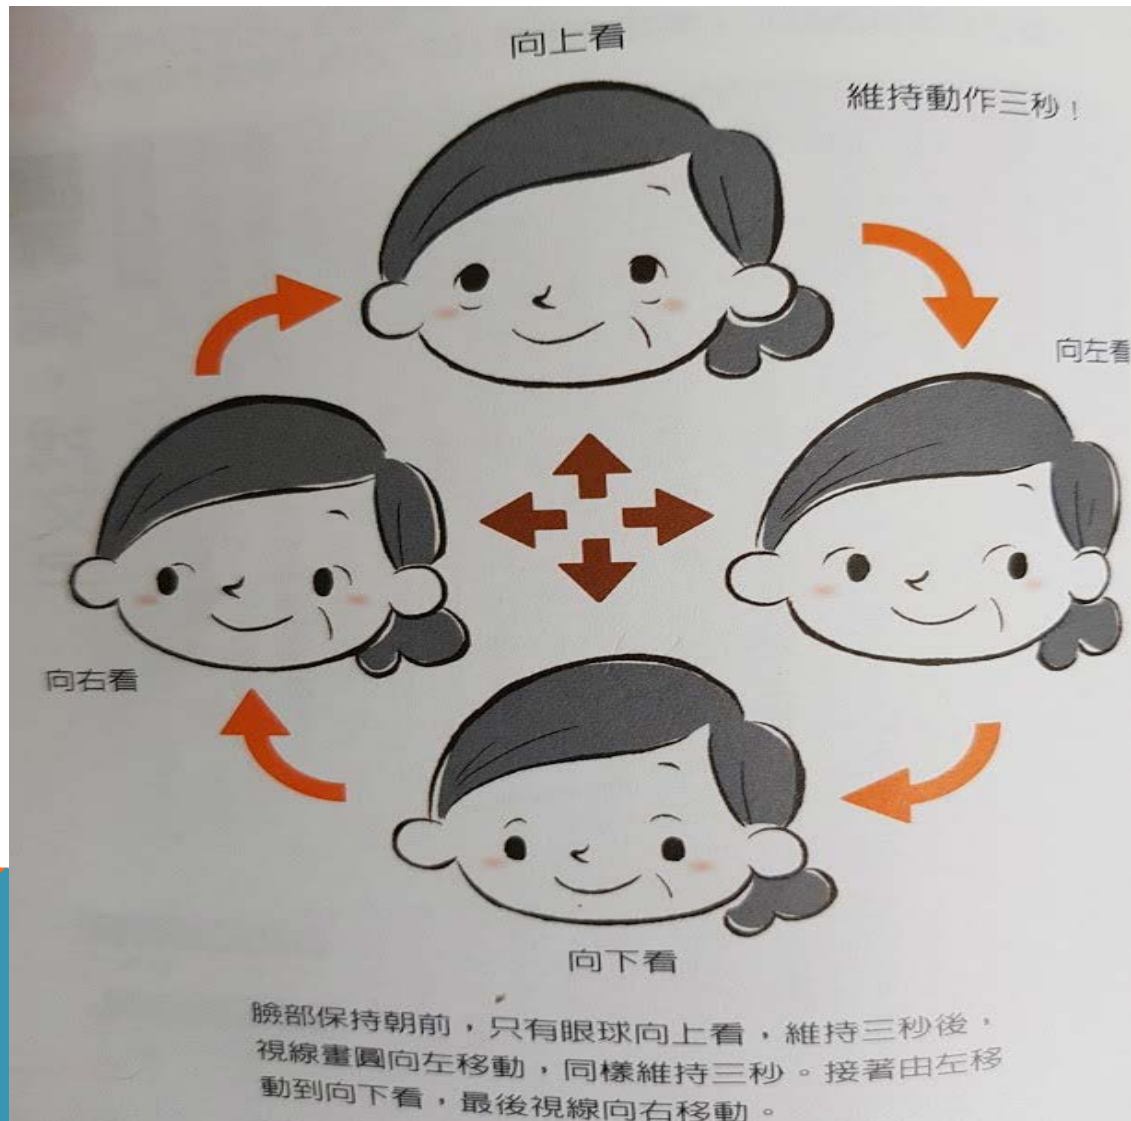 向上看
維持動作三秒！
向左看
向右看
向下看
臉部保持朝前，只有眼球向上看，維持三秒後，
視線畫圓向左移動，同樣維持三秒。接著由左移
動到向下看，最後視線向右移動。